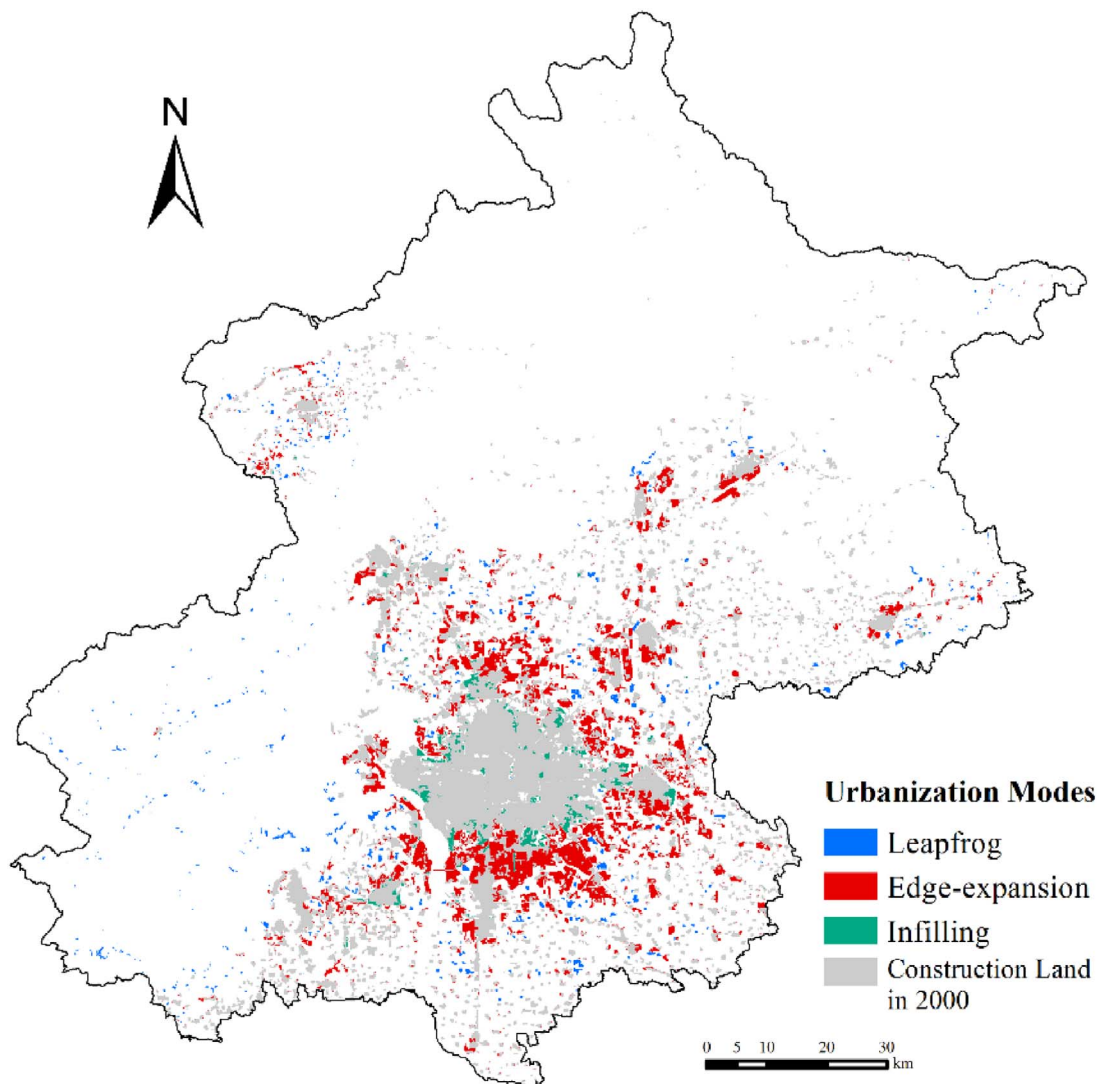 N
Urbanization Modes
Leapfrog
Edge-expansion
Infilling
Construction Land
in 2000
0 5 10 20 30
km